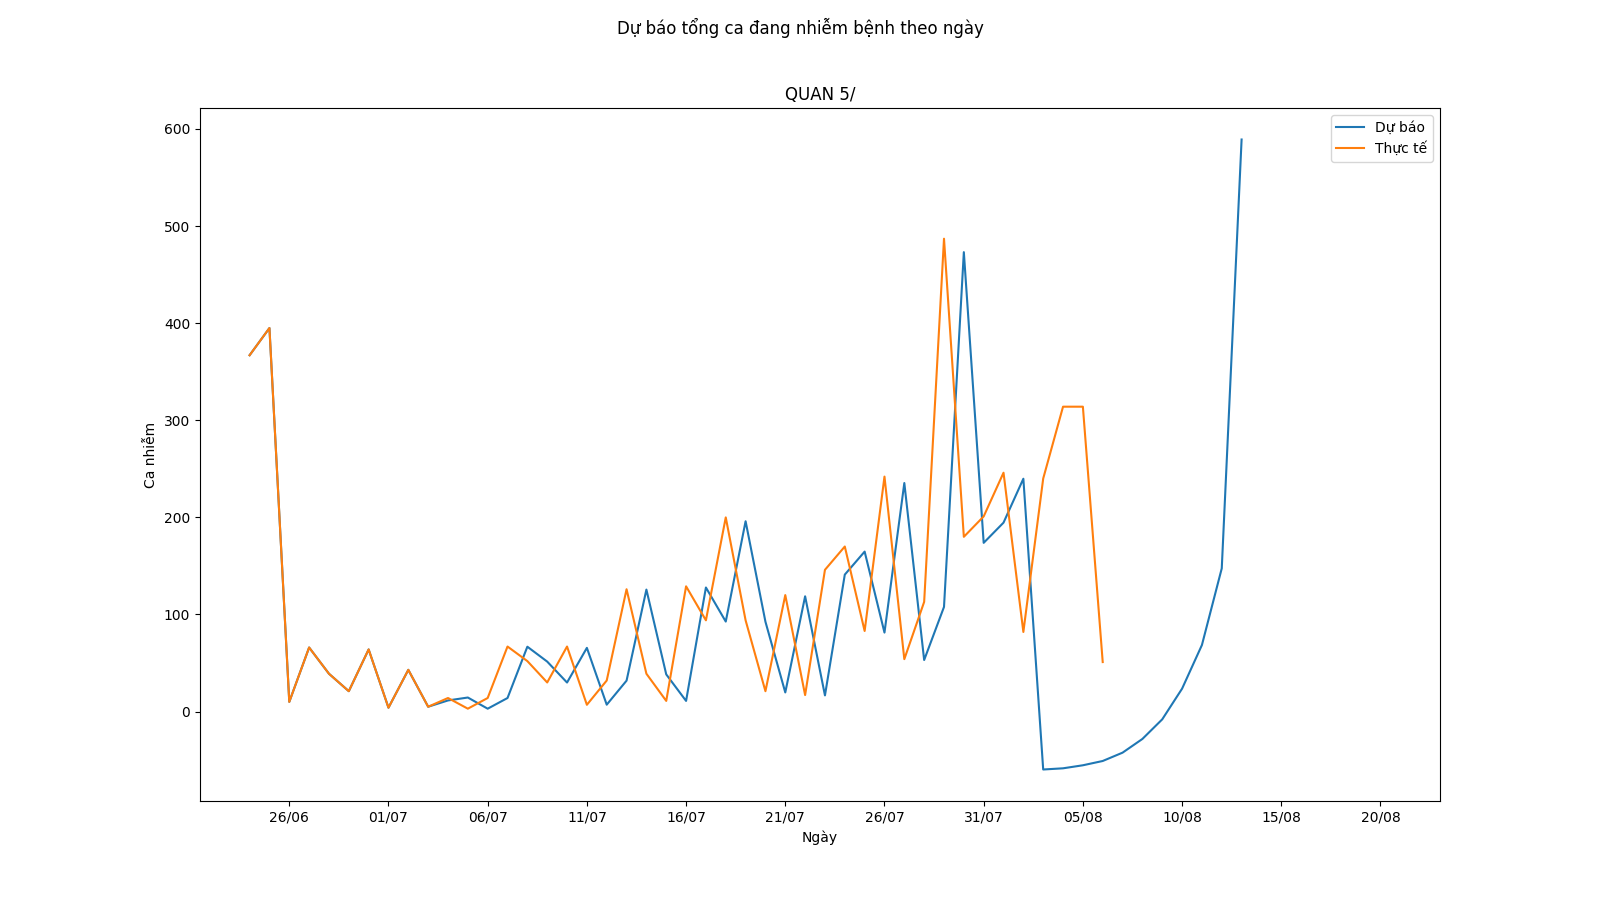 Dự báo tổng ca đang nhiễm bệnh theo ngày
QUAN 5/
Dự báo
Thực tế
600
500
400
300
200
100
0
Ca nhiễm
26/06 01/07 06/07 11/07 16/07 21/07 26/07 31/07 05/08 10/08 15/08 20/08
Ngày